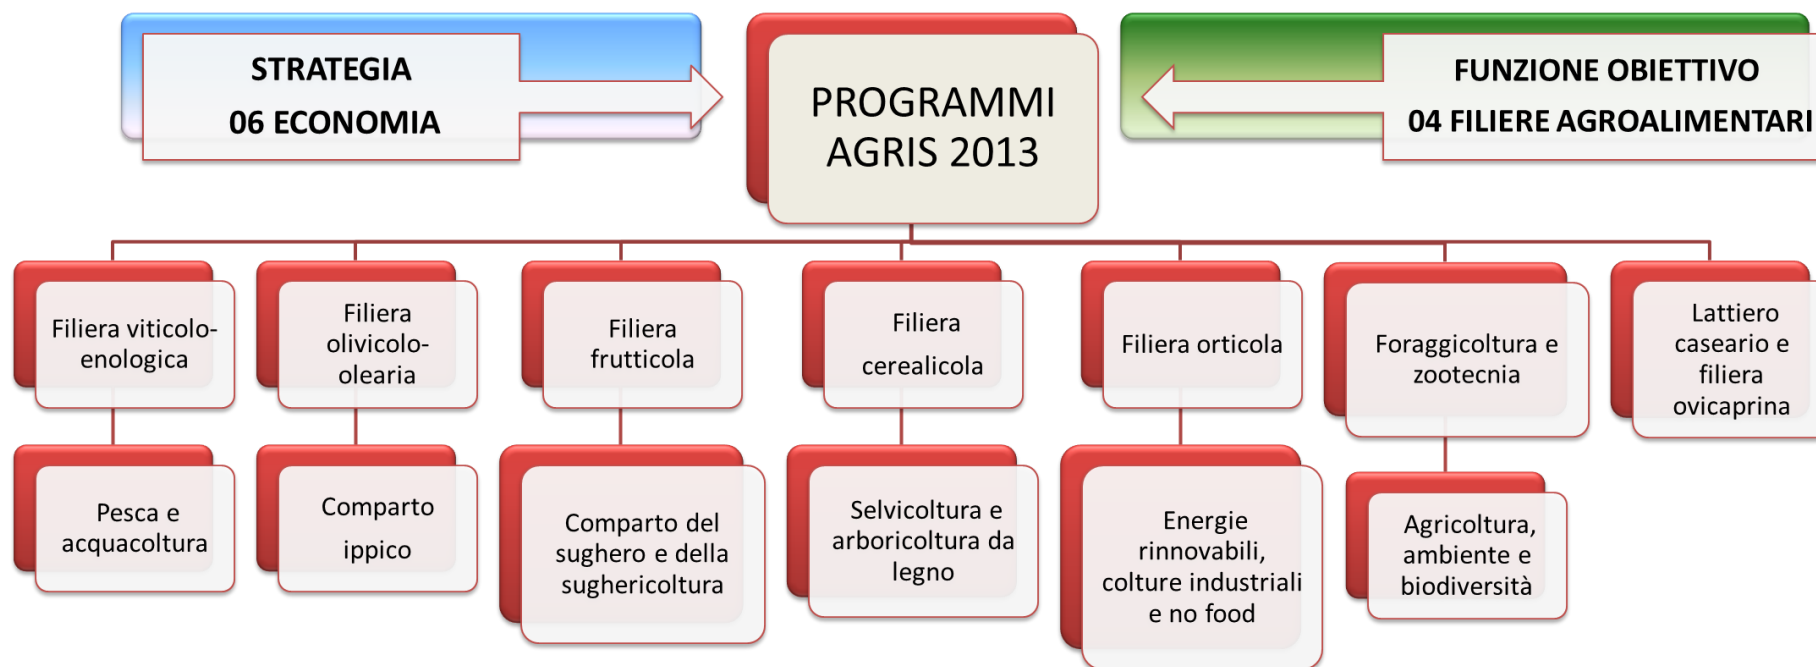 STRATEGIA
06 ECONOMIA
PROGRAMMI
AGRIS 2013
FUNZIONE OBIETTIVO
04 FILIERE AGROALIMENTARI
Filiera viticolo-
enologica
Filiera
olivicolo-
olearia
Filiera
frutticola
Filiera
cerealicola
Filiera orticola
Foraggicoltura e
zootecnia
Lattiero
caseario e
filiera
ovicaprina
Pesca e
acquacoltura
Comparto
ippico
Comparto del
sughero e della
sughericoltura
Selvicoltura e
arboricoltura da
legno
Energie
rinnovabili,
colture industriali
e no food
Agricoltura,
ambiente e
biodiversità